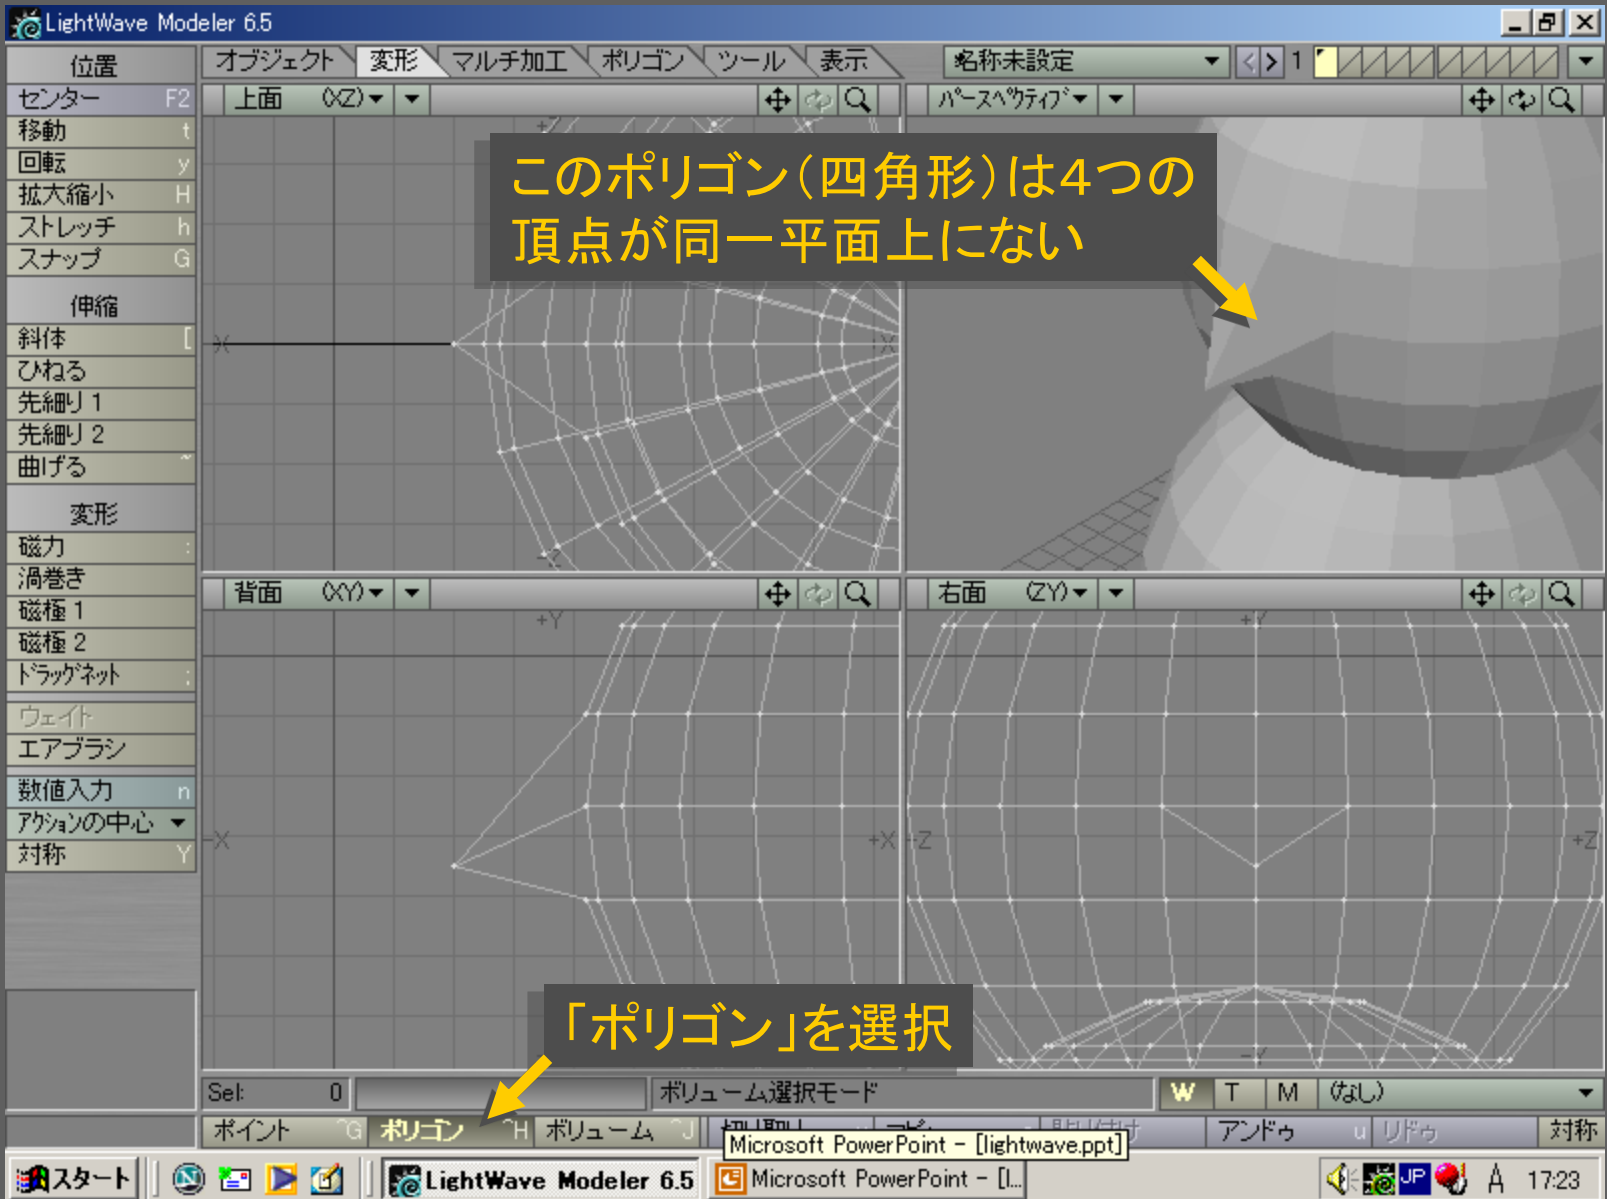 LightWave Modeler 6.5
位置
オブジェクト 変形 マルチ加工 ポリゴン ツール 表示
名称未設定
1
センター F2
移動 t
回転 y
拡大縮小 H
ストレッチ h
スナップ G
伸縮
斜体 [
ひねる
先細り 1
先細り 2
曲げる ~
変形
磁力 :
渦巻き
磁極 1
磁極 2
ドラッグネット ;
ウェイト
エアブラシ
数値入力 n
アクションの中心
対称 Y
上面 (XZ)
パースペクティブ
このポリゴン(四角形)は4つの
頂点が同一平面上にない
+Z
-X
+X
-Z
背面 (XY)
右面 (ZY)
+Y
+Y
-X
+X
-Z
+Z
-Y
「ポリゴン」を選択
Sel: 0
ボリューム選択モード
W T M (なし)
ポイント ^G ポリゴン ^H ボリューム ^J
アンドゥ u リドゥ
対称
Microsoft PowerPoint - [lightwave.ppt]
スタート
LightWave Modeler 6.5
Microsoft PowerPoint - [l...
JP
A
17:23